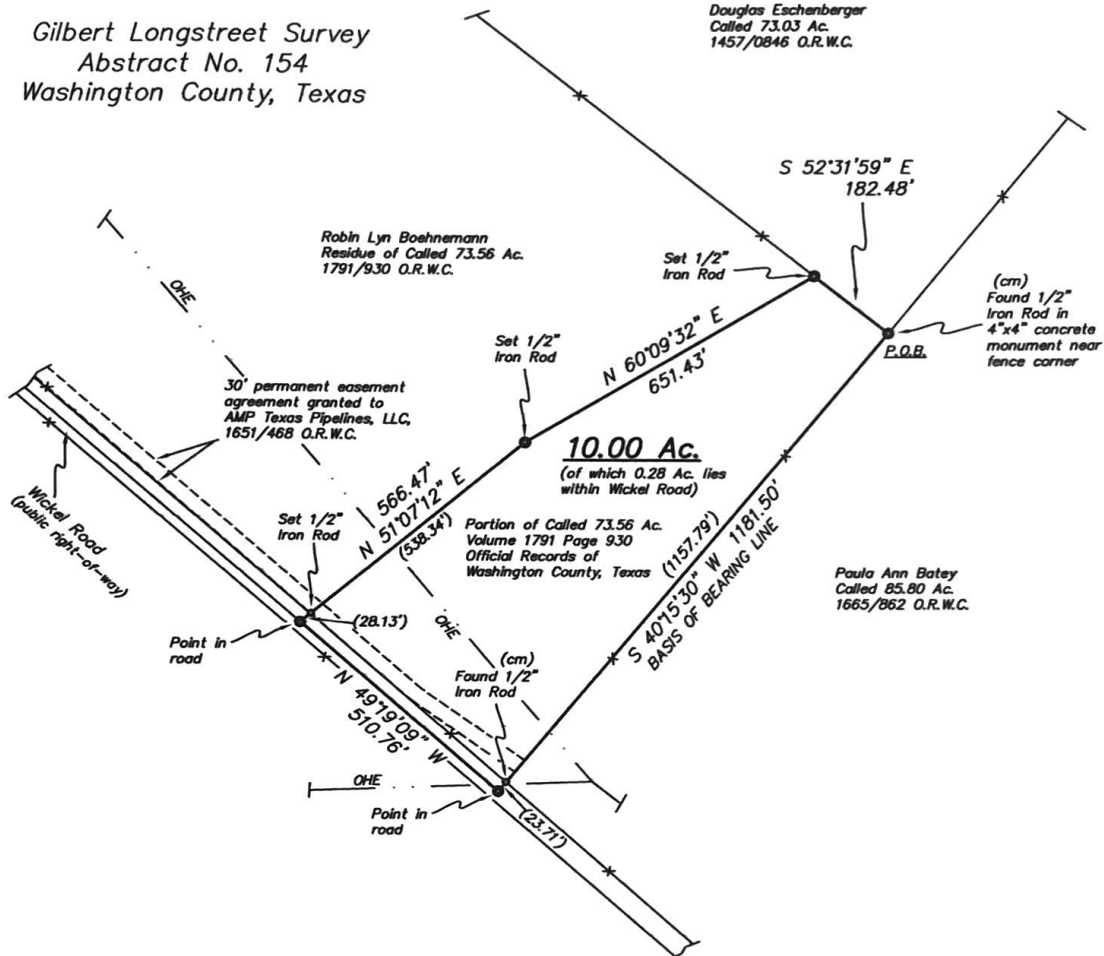 Gilbert Longstreet Survey
Abstract No. 154
Washington County, Texas
Douglas Eschenberger
Called 73.03 Ac.
1457/0846 O.R.W.C.
S 52°31'59" E
182.48'
Robin Lyn Boehnemann
Residue of Called 73.56 Ac.
1791/930 O.R.W.C.
Set 1/2"
Iron Rod
(cm)
Found 1/2"
Iron Rod in
4"x4" concrete
monument near
fence corner
P.O.B.
OHE
N 60°09'32" E
651.43'
Set 1/2"
Iron Rod
30' permanent easement
agreement granted to
AMP Texas Pipelines, LLC,
1651/468 O.R.W.C.
10.00 Ac.
(of which 0.28 Ac. lies
within Wickel Road)
Wickel Road
(public right-of-way)
566.47'
N 51°07'12" E
(538.34')
Set 1/2"
Iron Rod
Portion of Called 73.56 Ac.
Volume 1791 Page 930
Official Records of
Washington County, Texas
(1157.79')
S 40°15'30" W 1181.50'
BASIS OF BEARING LINE
Paula Ann Batey
Called 85.80 Ac.
1665/862 O.R.W.C.
(28.13')
OHE
Point in
road
(cm)
Found 1/2"
Iron Rod
N 49°19'09" W
510.76'
OHE
Point in
road
(23.71')